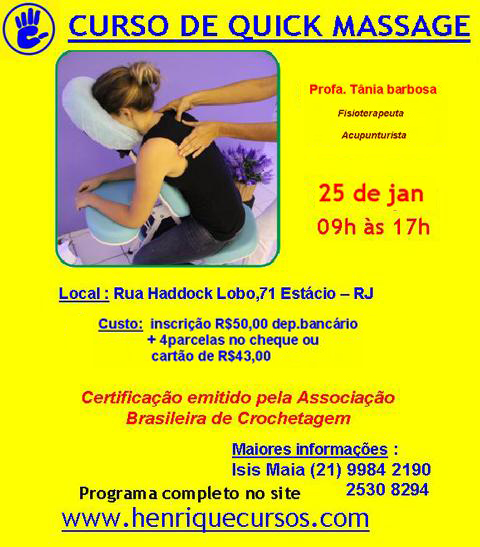 CURSO DE QUICK MASSAGE
Profa. Tânia barbosa
Fisioterapeuta
Acupunturista
25 de jan
09h às 17h
Local : Rua Haddock Lobo,71 Estácio – RJ
Custo: inscrição R$50,00 dep.bancário
+ 4parcelas no cheque ou
cartão de R$43,00
Certificação emitido pela Associação
Brasileira de Crochetagem
Maiores informações :
Isis Maia (21) 9984 2190
2530 8294
Programa completo no site
www.henriquecursos.com